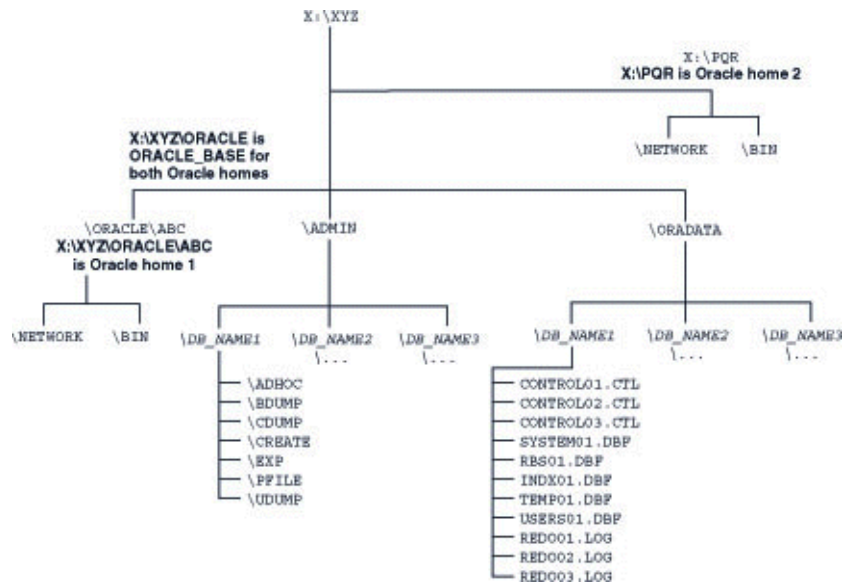 X:\XYZ
X:\PQR
X:\PQR is Oracle home 2
\NETWORK
\BIN
X:\XYZ\ORACLE is
ORACLE_BASE for
both Oracle homes
\ORACLE\ABC
X:\XYZ\ORACLE\ABC
is Oracle home 1
\ADMIN
\ORADATA
\NETWORK
\BIN
\DB_NAME1
\DB_NAME2
\...
\DB_NAME3
\...
\DB_NAME1
\DB_NAME2
\...
\DB_NAME3
\...
\ADHOC
\BDUMP
\CDUMP
\CREATE
\EXP
\PFILE
\UDUMP
CONTROL01.CTL
CONTROL02.CTL
CONTROL03.CTL
SYSTEM01.DBF
RBS01.DBF
INDX01.DBF
TEMP01.DBF
USERS01.DBF
REDO01.LOG
REDO02.LOG
REDO03.LOG